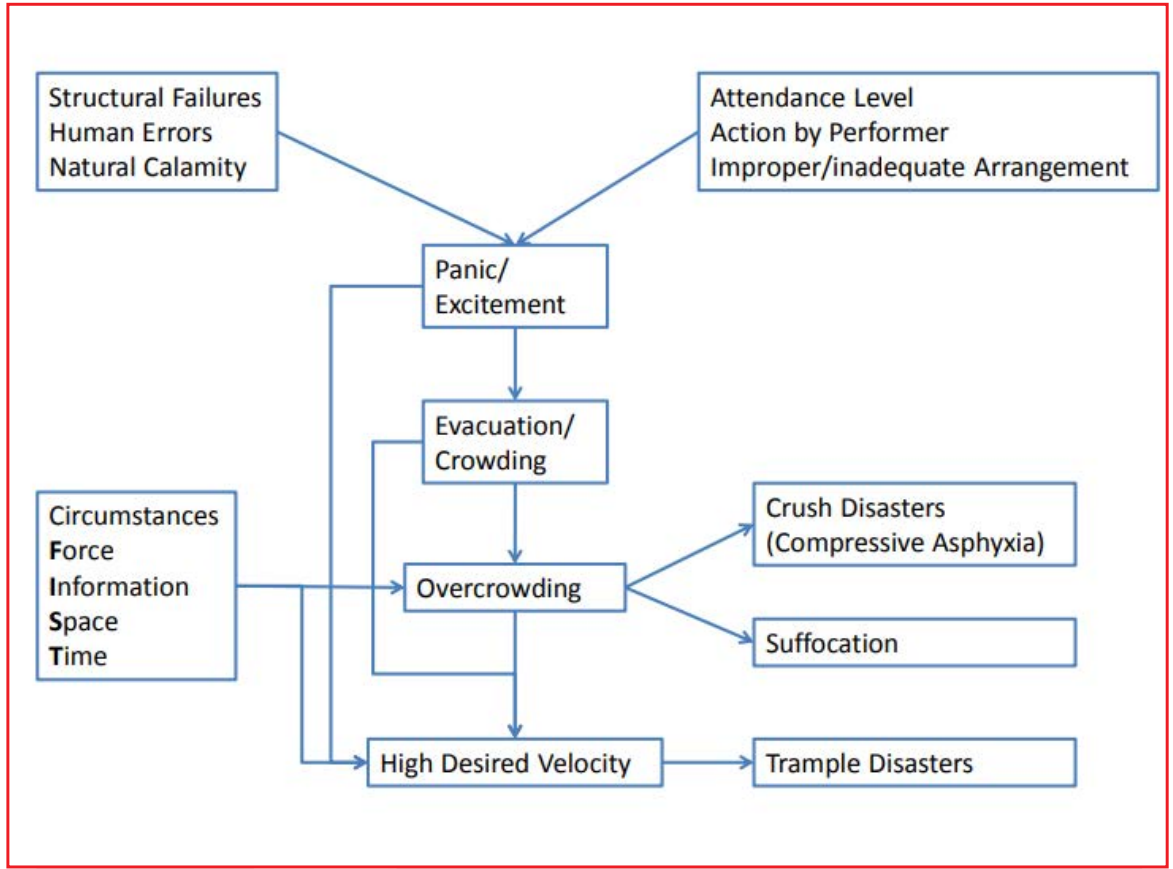 Structural Failures
Human Errors
Natural Calamity
Attendance Level
Action by Performer
Improper/inadequate Arrangement
Panic/
Excitement
Evacuation/
Crowding
Circumstances
Force
Information
Space
Time
Overcrowding
Crush Disasters
(Compressive Asphyxia)
Suffocation
High Desired Velocity
Trample Disasters